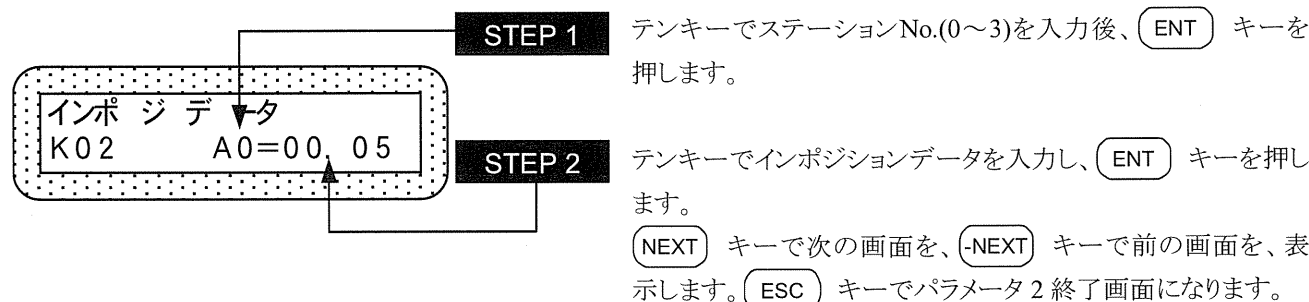 STEP 1
テンキーでステーションNo.(0～3)を入力後、 ENT キーを
押します。
インポ ジ データ
K02 A0=00. 05
STEP 2
テンキーでインポジションデータを入力し、 ENT キーを押し
ます。
NEXT キーで次の画面を、 -NEXT キーで前の画面を、表
示します。 ESC キーでパラメータ 2 終了画面になります。